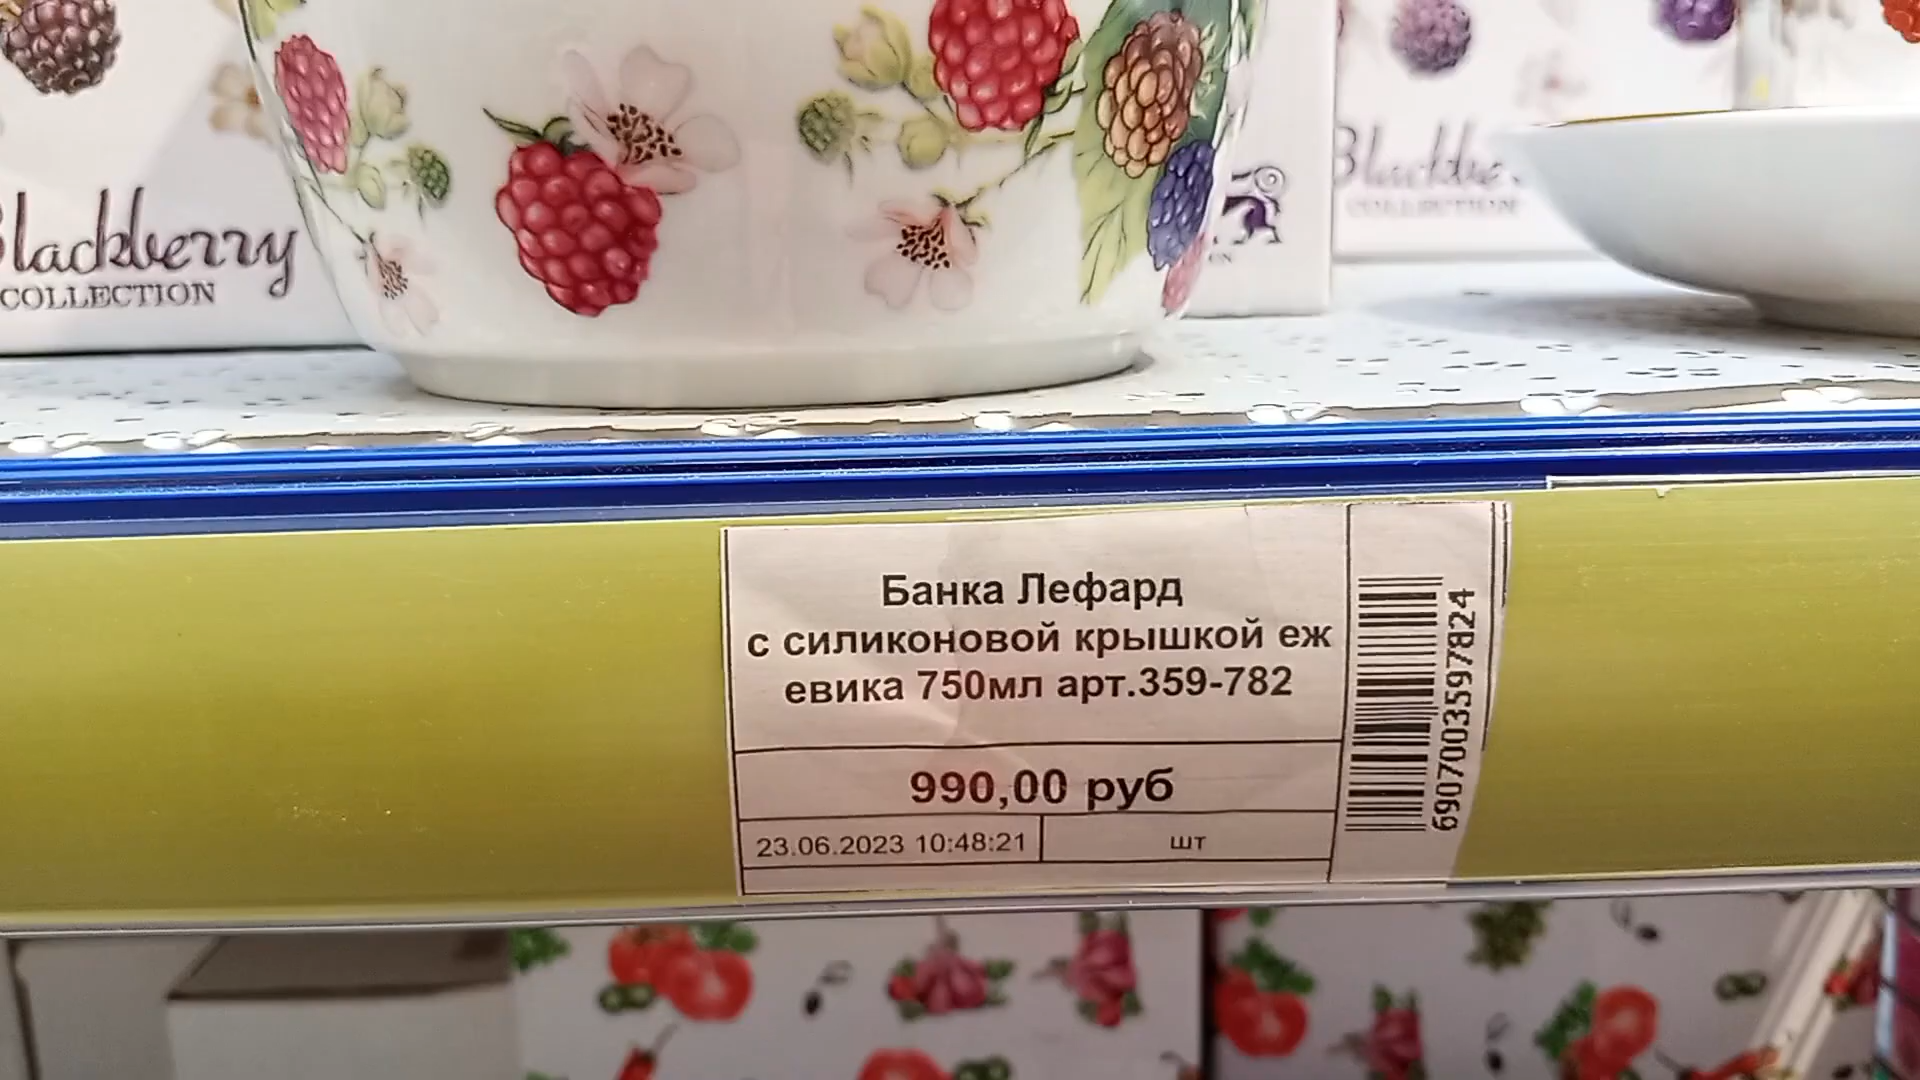 Blackberry
COLLECTION
COLLECTION
Банка Лефард
с силиконовой крышкой еж
евика 750мл арт.359-782
990,00 руб
23.06.2023 10:48:21
шт
6907003597824